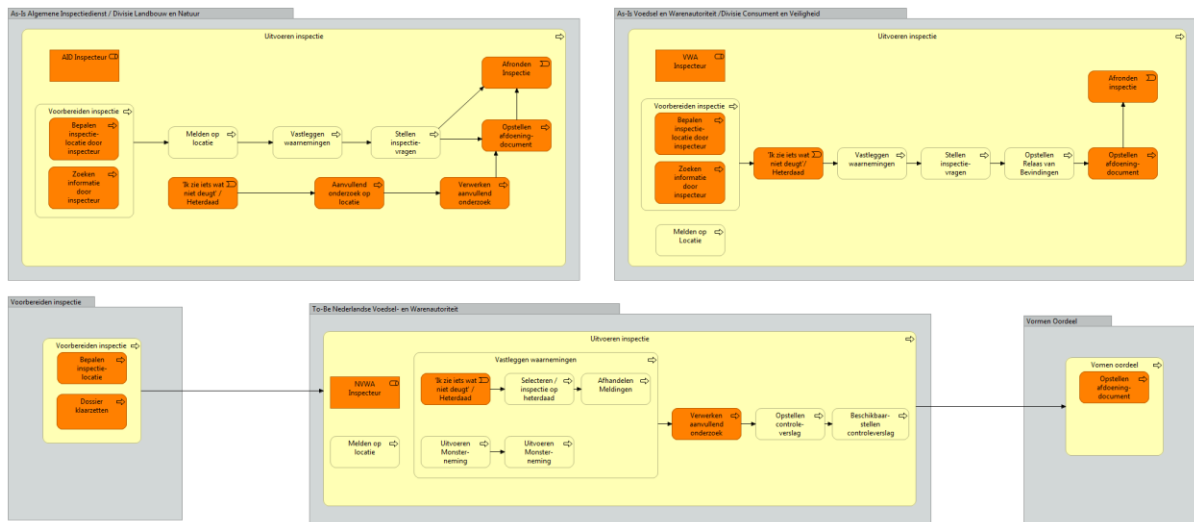 As-Is Algemene Inspectiedienst / Divisie Landbouw en Natuur
Uitvoeren inspectie
AID Inspecteur
Afronden
Inspectie
Voorbereiden inspectie
Bepalen
inspectie-
locatie door
inspecteur
Melden op
locatie
Vastleggen
waarnemingen
Stellen
inspectie-
vragen
Opstellen
afdoening-
document
Zoeken
informatie
door
inspecteur
'Ik zie iets wat
niet deugt' /
Heterdaad
Aanvullend
onderzoek op
locatie
Verwerken
aanvullend
onderzoek
As-Is Voedsel en Warenautoriteit /Divisie Consument en Veiligheid
Uitvoeren inspectie
VWA
Inspecteur
Afronden
inspectie
Voorbereiden inspectie
Bepalen
inspectie-
locatie door
inspecteur
Zoeken
informatie
door
inspecteur
'Ik zie iets wat
niet deugt'/
Heterdaad
Vastleggen
waarnemingen
Stellen
inspectie-
vragen
Opstellen
Relaas van
Bevindingen
Opstellen
afdoening-
document
Melden op
Locatie
Voorbereiden inspectie
Voorbereiden inspectie
Bepalen
inspectie-
locatie
Dossier
klaarzetten
To-Be Nederlandse Voedsel- en Warenautoriteit
Uitvoeren inspectie
NVWA
Inspecteur
Melden op
locatie
Vastleggen waarnemingen
'Ik zie iets wat
niet deugt' /
Heterdaad
Selecteren /
inspectie op
heterdaad
Afhandelen
Meldingen
Uitvoeren
Monster-
neming
Uitvoeren
Monster-
neming
Verwerken
aanvullend
onderzoek
Opstellen
controle-
verslag
Beschikbaar-
stellen
controleverslag
Vormen Oordeel
Vomen oordeel
Opstellen
afdoening-
document